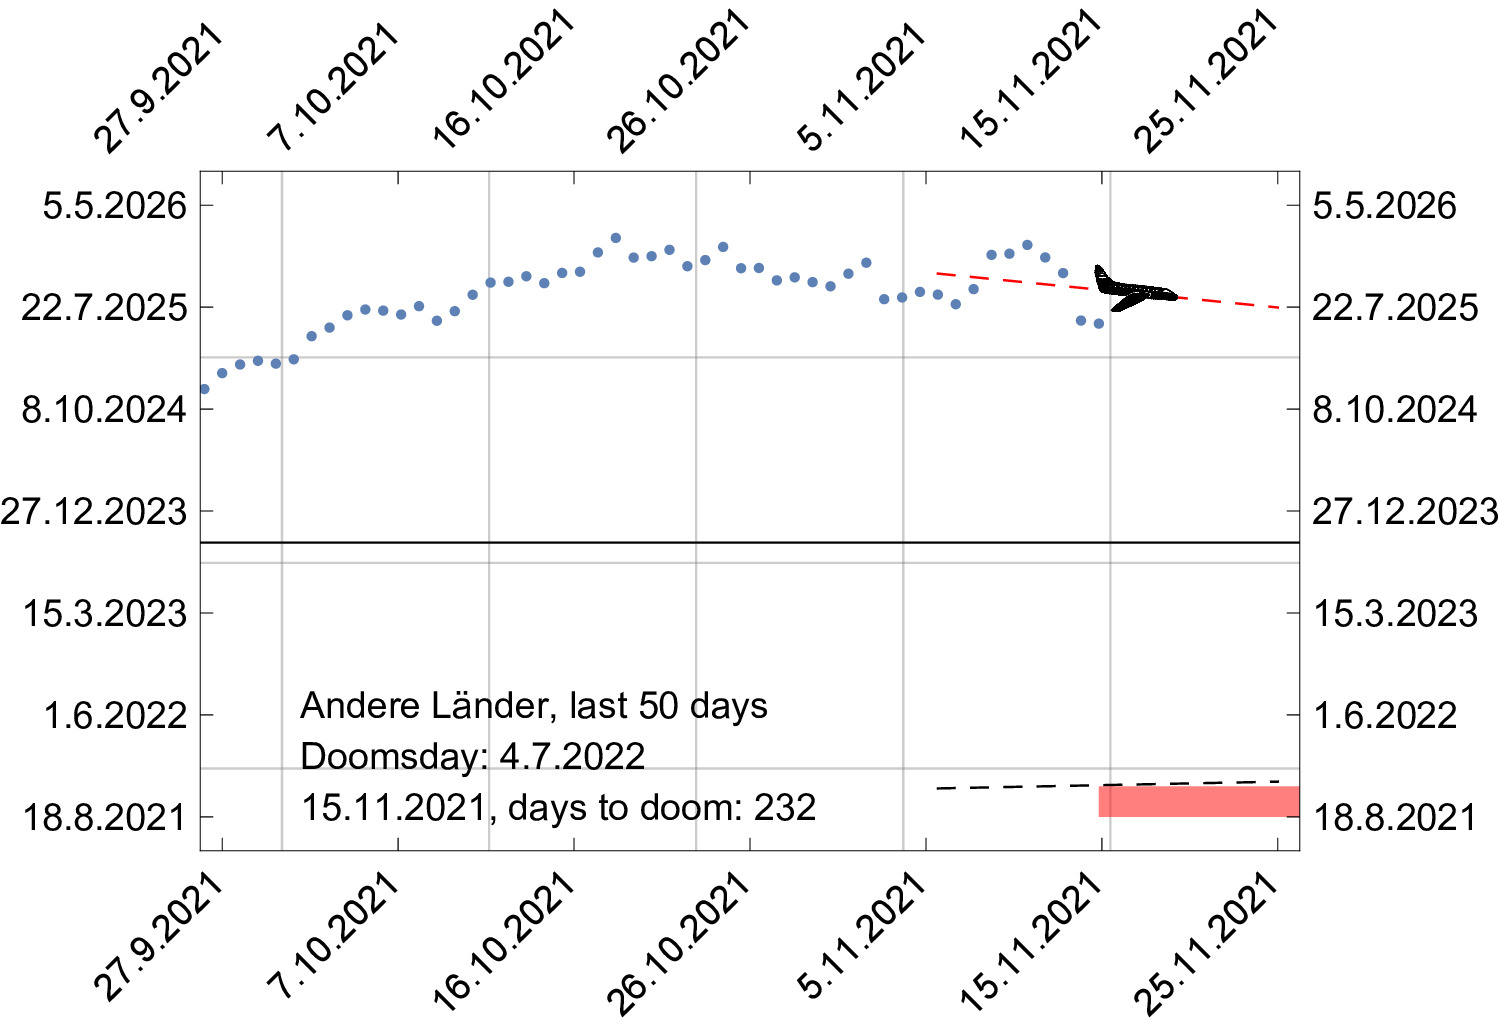 27.9.2021 7.10.2021 16.10.2021 26.10.2021 5.11.2021 15.11.2021 25.11.2021
5.5.2026 5.5.2026
22.7.2025 22.7.2025
8.10.2024 8.10.2024
27.12.2023 27.12.2023
15.3.2023 15.3.2023
1.6.2022 1.6.2022
18.8.2021 18.8.2021
Andere Länder, last 50 days
Doomsday: 4.7.2022
15.11.2021, days to doom: 232
27.9.2021 7.10.2021 16.10.2021 26.10.2021 5.11.2021 15.11.2021 25.11.2021